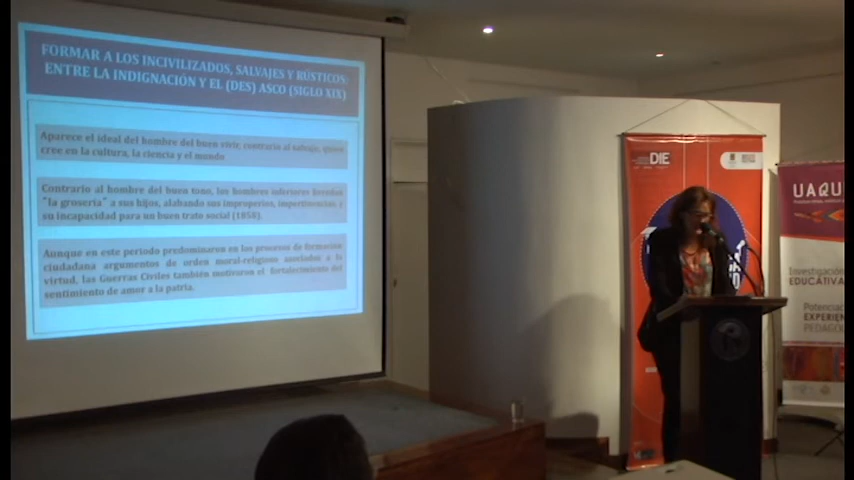 FORMAR A LOS INCIVILIZADOS, SALVAJES Y RÚSTICOS:
ENTRE LA INDIGNACIÓN Y EL (DES) ASCO (SIGLO XIX)
Aparece el ideal del hombre del buen vivir, contrario al salvaje, quien
cree en la cultura, la ciencia y el mundo
Contrario al hombre del buen tono, los hombres inferiores heredan
"la grosería" a sus hijos, alabando sus improperios, impertinencias, y
su incapacidad para un buen trato social (1858).
Aunque en este periodo predominaron en los procesos de formación
ciudadana argumentos de orden moral-religioso asociados a la
virtud, las Guerras Civiles también motivaron el fortalecimiento del
sentimiento de amor a la patria.
DIE
UAQUE
Investigación
EDUCATIVA
Potencia
EXPERIEN
PEDAGÓG